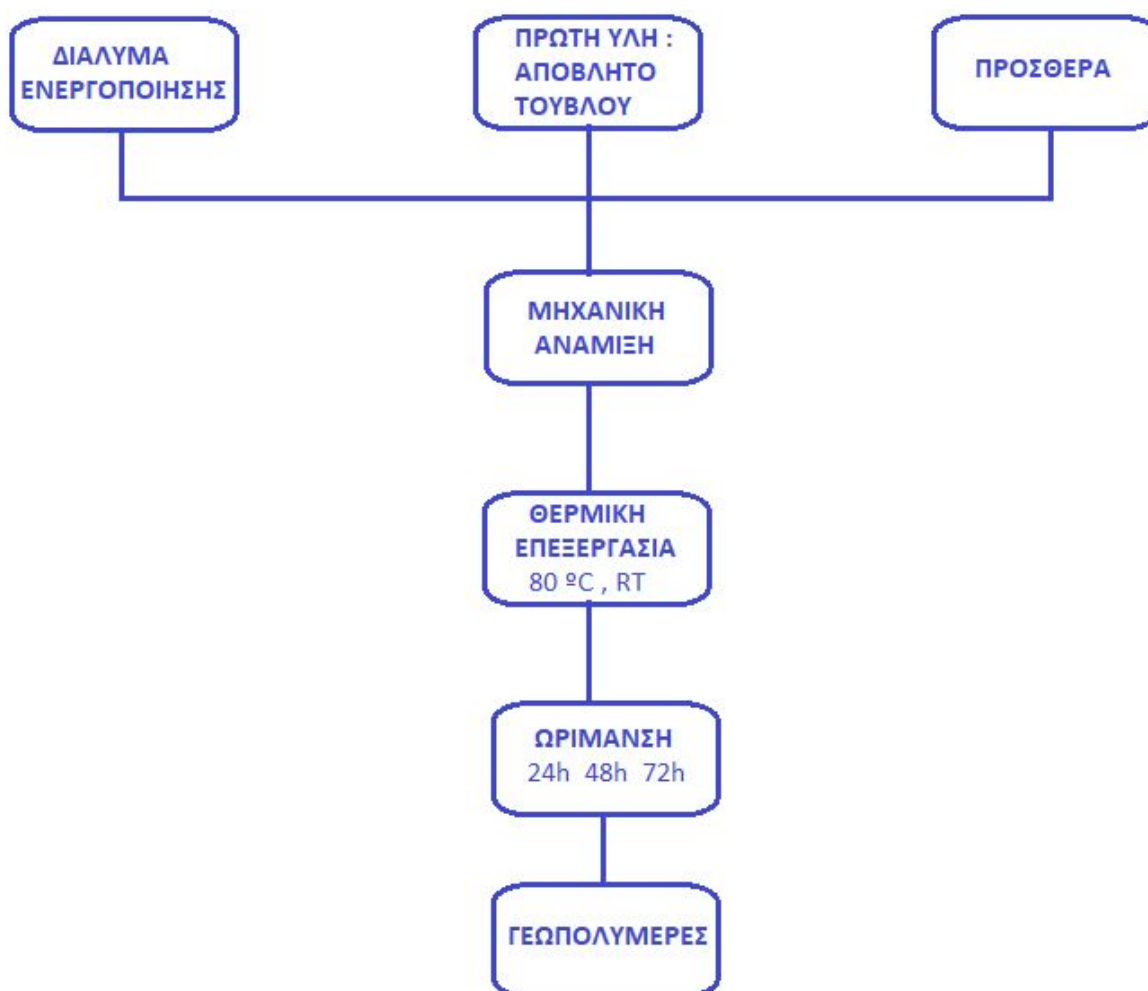 ΔΙΑΛΥΜΑ
ΕΝΕΡΓΟΠΟΙΗΣΗΣ
ΠΡΩΤΗ ΥΛΗ :
ΑΠΟΒΛΗΤΟ
ΤΟΥΒΛΟΥ
ΠΡΟΣΘΕΡΑ
ΜΗΧΑΝΙΚΗ
ΑΝΑΜΙΞΗ
ΘΕΡΜΙΚΗ
ΕΠΕΞΕΡΓΑΣΙΑ
80 ºC , RT
ΩΡΙΜΑΝΣΗ
24h 48h 72h
ΓΕΩΠΟΛΥΜΕΡΕΣ